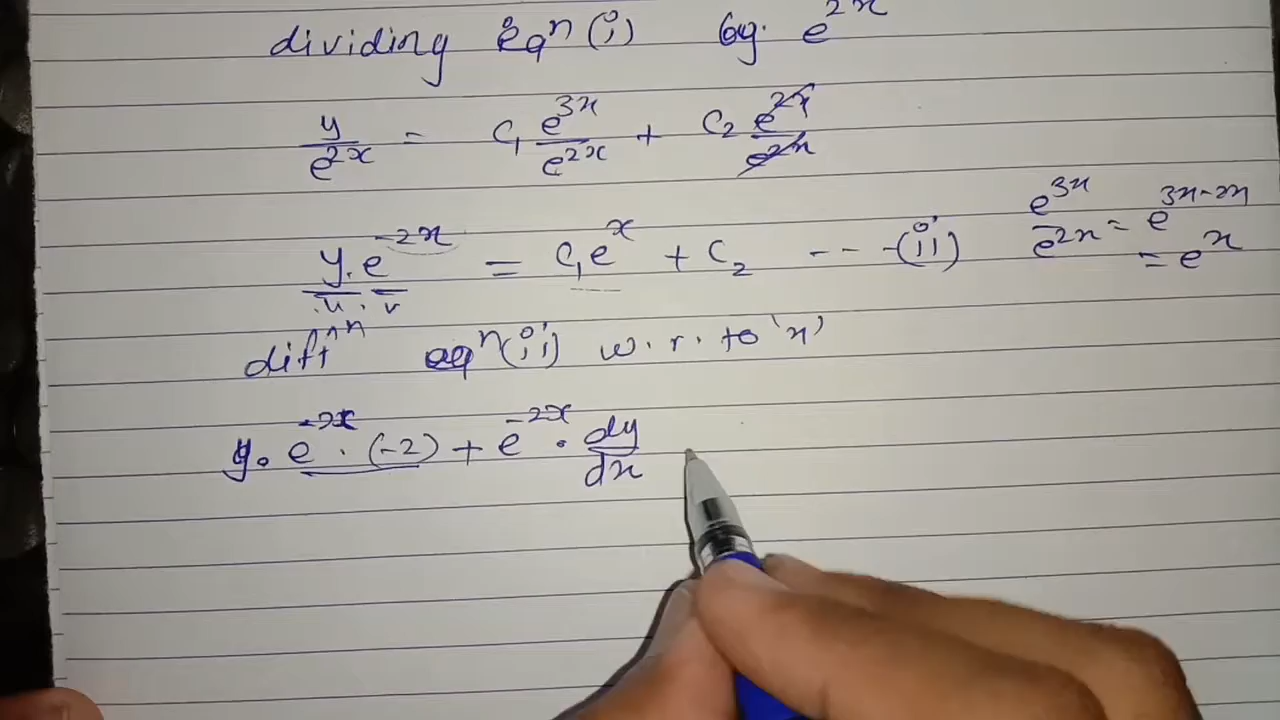 dividing eqⁿ (i) by. e^2x
y/e^2x = C₁ e^3x/e^2x + C₂ e^2x/e^2x
y.e^-2x = C₁e^x + C₂ -- - -(ii) e^3x/e^2x = e^3x-2x
.u . v = e^x
diffⁿ eqⁿ(ii) w.r. to 'x'
y. e^-2x . (-2) + e^-2x . dy/dx